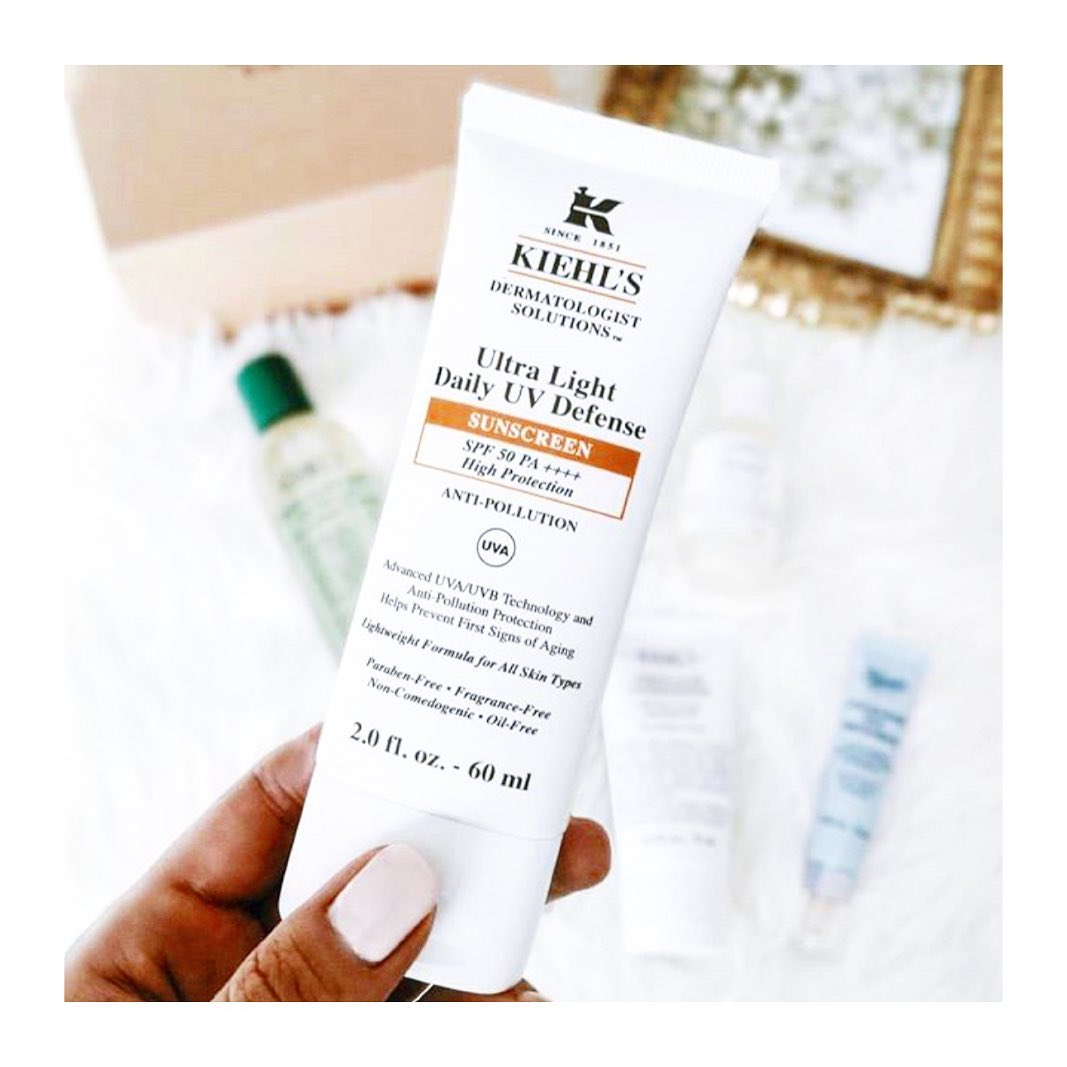 K
SINCE 1851
KIEHL'S
DERMATOLOGIST
SOLUTIONS™
Ultra Light
Daily UV Defense
SUNSCREEN
SPF 50 PA ++++
High Protection
ANTI-POLLUTION
UVA
Advanced UVA/UVB Technology and
Anti-Pollution Protection
Helps Prevent First Signs of Aging
Lightweight Formula for All Skin Types
Paraben-Free • Fragrance-Free
Non-Comedogenic • Oil-Free
2.0 fl. oz. - 60 ml